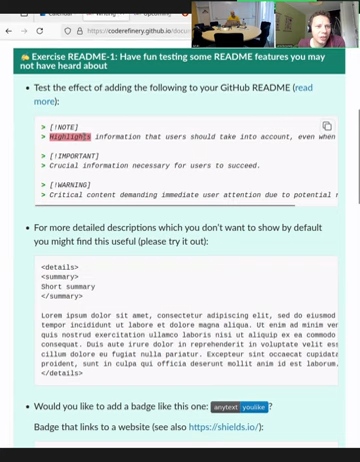 https://coderefinery.github.io/docu
Exercise README-1: Have fun testing some README features you may
not have heard about
• Test the effect of adding the following to your GitHub README (read
more):
> [!NOTE]
> Highlights information that users should take into account, even when
> [!IMPORTANT]
> Crucial information necessary for users to succeed.
> [!WARNING]
> Critical content demanding immediate user attention due to potential r
• For more detailed descriptions which you don't want to show by default
you might find this useful (please try it out):
<details>
<summary>
Short summary
</summary>
Lorem ipsum dolor sit amet, consectetur adipiscing elit, sed do eiusmod
tempor incididunt ut labore et dolore magna aliqua. Ut enim ad minim ver
quis nostrud exercitation ullamco laboris nisi ut aliquip ex ea commodo
consequat. Duis aute irure dolor in reprehenderit in voluptate velit ess
cillum dolore eu fugiat nulla pariatur. Excepteur sint occaecat cupidata
proident, sunt in culpa qui officia deserunt mollit anim id est laborum.
</details>
• Would you like to add a badge like this one: anytext youlike ?
Badge that links to a website (see also https://shields.io/):